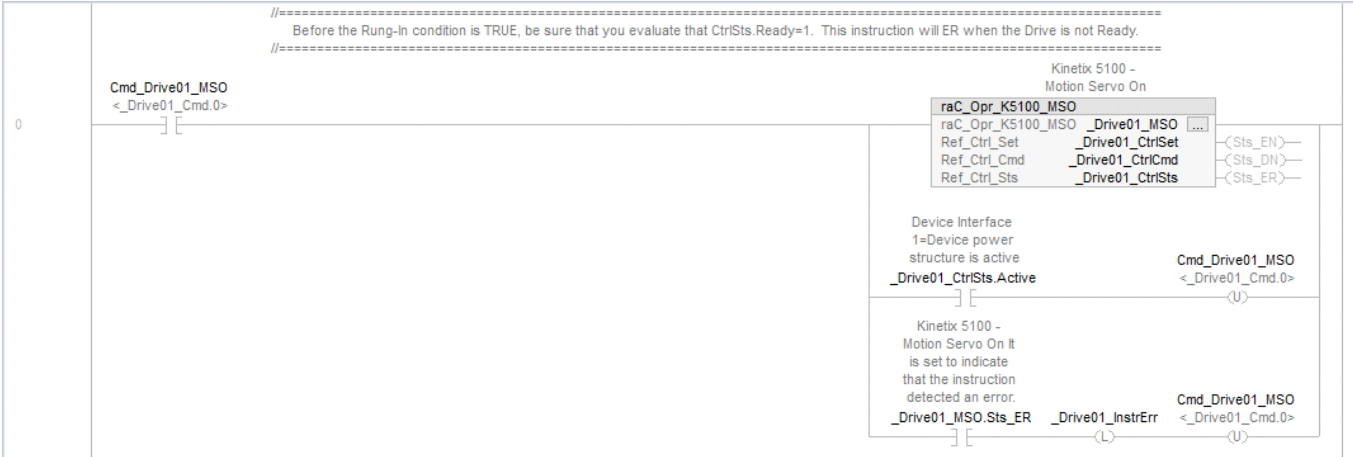 //====================================================================================================
Before the Rung-In condition is TRUE, be sure that you evaluate that CtrlSts.Ready=1.  This instruction will ER when the Drive is not Ready.
//====================================================================================================
Cmd_Drive01_MSO
<_Drive01_Cmd.0>
0
Kinetix 5100 -
Motion Servo On
raC_Opr_K5100_MSO
raC_Opr_K5100_MSO _Drive01_MSO ...
Ref_Ctrl_Set _Drive01_CtrlSet (Sts_EN)
Ref_Ctrl_Cmd _Drive01_CtrlCmd (Sts_DN)
Ref_Ctrl_Sts _Drive01_CtrlSts (Sts_ER)
Device Interface
1=Device power
structure is active
_Drive01_CtrlSts.Active
Cmd_Drive01_MSO
<_Drive01_Cmd.0>
(U)
Kinetix 5100 -
Motion Servo On It
is set to indicate
that the instruction
detected an error.
_Drive01_MSO.Sts_ER
_Drive01_InstrErr
(L)
Cmd_Drive01_MSO
<_Drive01_Cmd.0>
(U)